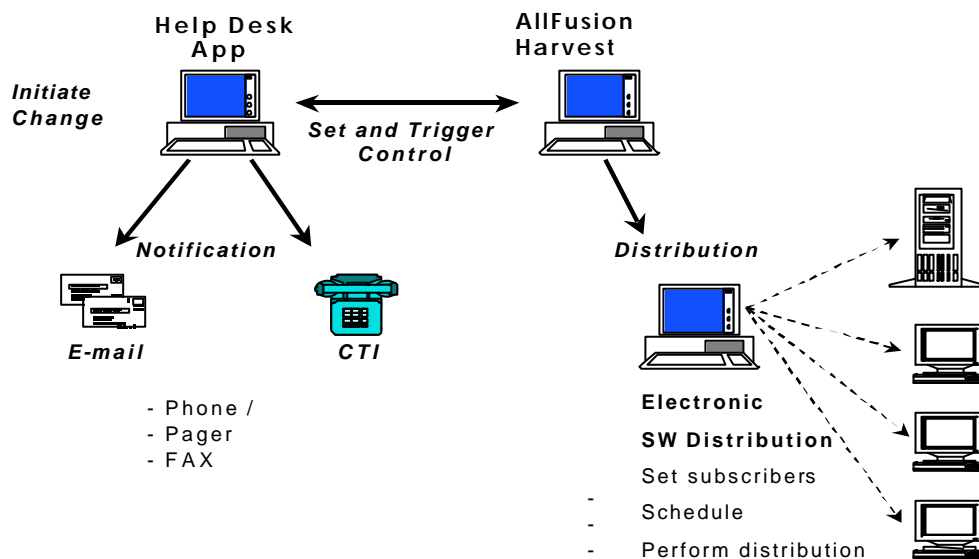 Help Desk
App
AllFusion
Harvest
Initiate
Change
Set and Trigger
Control
Notification
Distribution
E-mail
CTI
- Phone /
- Pager
- FAX
Electronic
SW Distribution
- Set subscribers
- Schedule
- Perform distribution